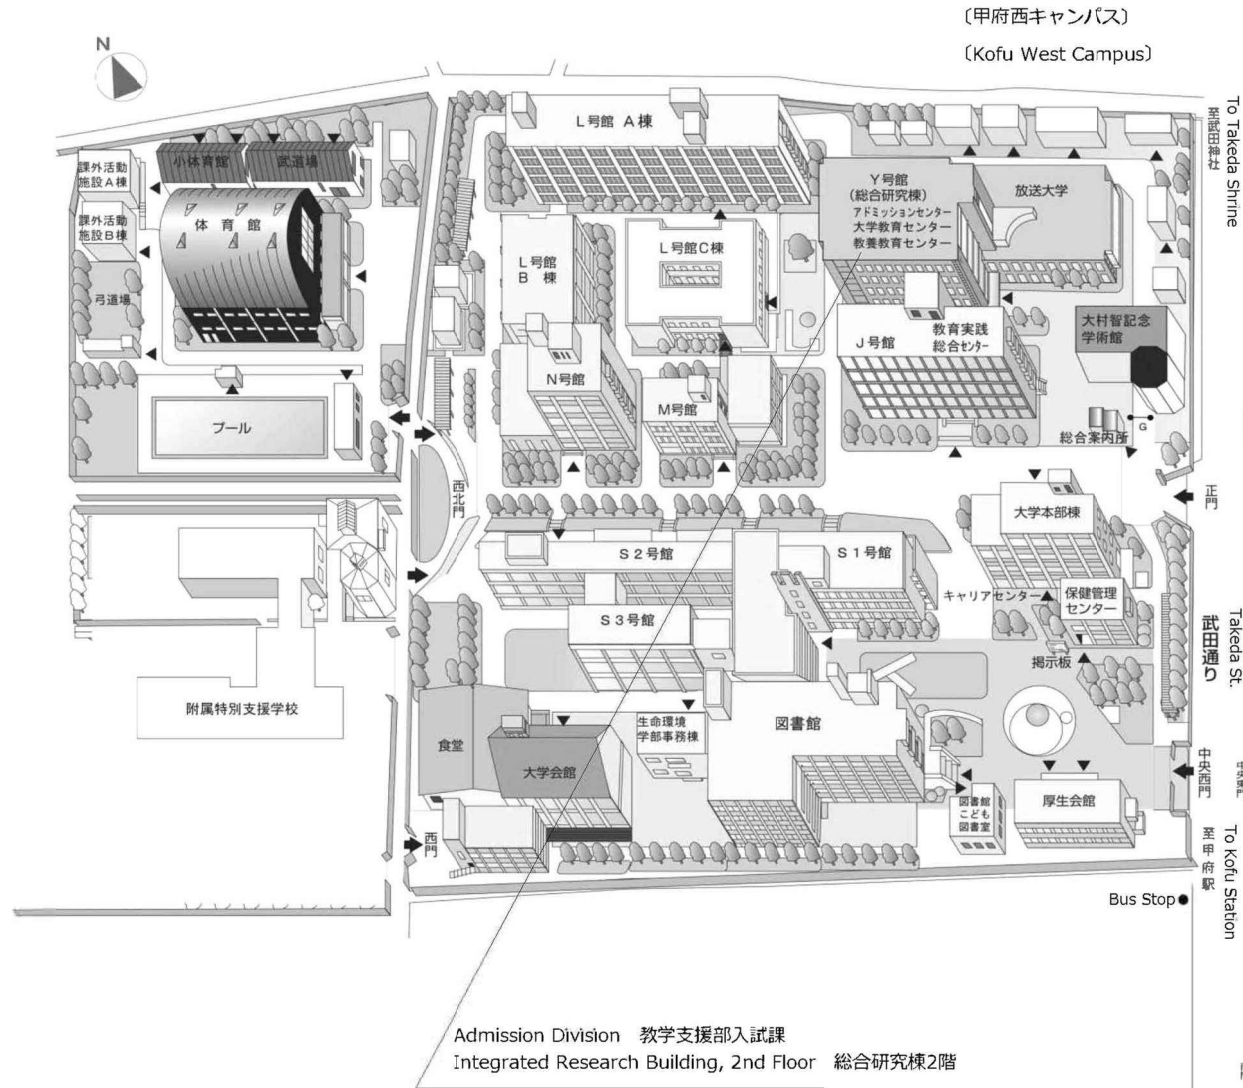 〔甲府西キャンパス〕
〔Kofu West Campus〕
N
To Takeda Shrine
至武田神社
L号館 A棟
小体育館
武道場
課外活動
施設A棟
体育館
課外活動
施設B棟
弓道場
L号館
B 棟
L号館C棟
Y号館
(総合研究棟)
アドミッションセンター
大学教育センター
教養教育センター
放送大学
大村智記念
学術館
教育実践
総合センター
J号館
N号館
M号館
プール
総合案内所
G
西北門
正門
大学本部棟
S2号館
S1号館
キャリアセンター
保健管理
センター
S3号館
掲示板
Takeda St.
武田通り
附属特別支援学校
食堂
大学会館
生命環境
学部事務棟
図書館
図書館
こども
図書室
厚生会館
中央西門
中央東門
西門
至甲府駅
To Kofu Station
Bus Stop
Admission Division 教学支援部入試課
Integrated Research Building, 2nd Floor 総合研究棟2階